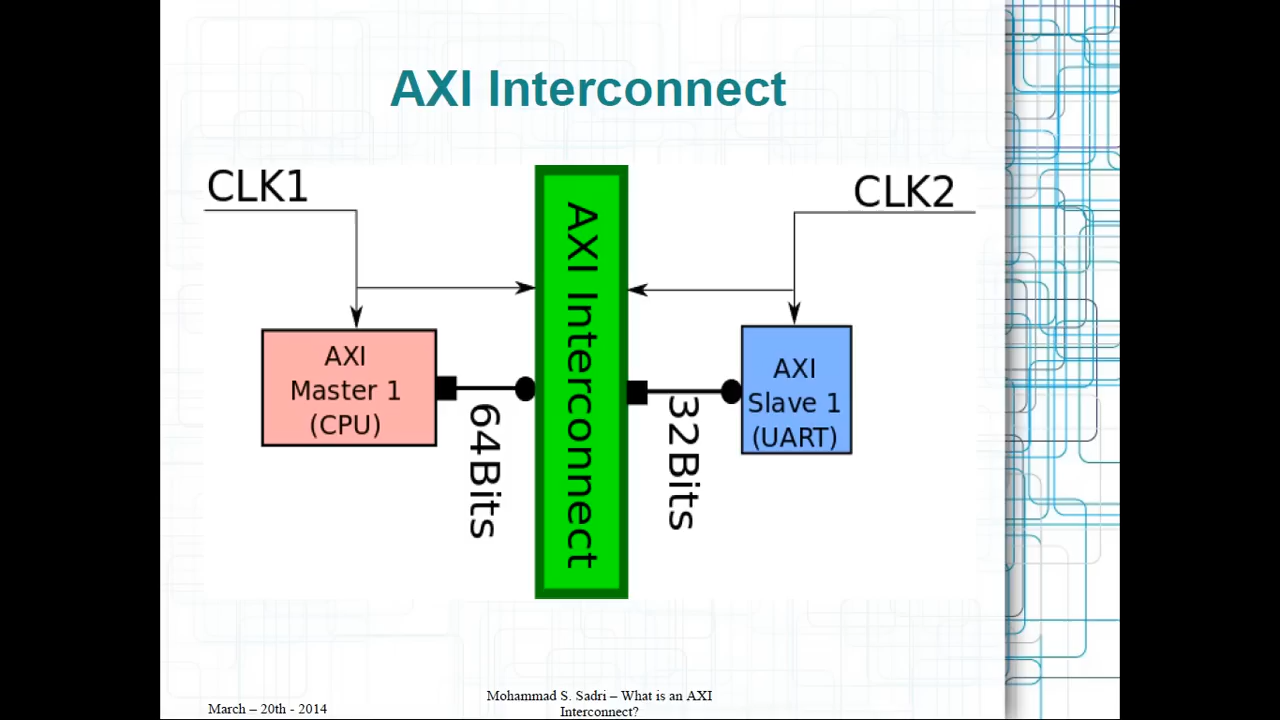 AXI Interconnect
CLK1
CLK2
AXI Interconnect
AXI
Master 1
(CPU)
64Bits
32Bits
AXI
Slave 1
(UART)
March – 20th - 2014
Mohammad S. Sadri – What is an AXI
Interconnect?